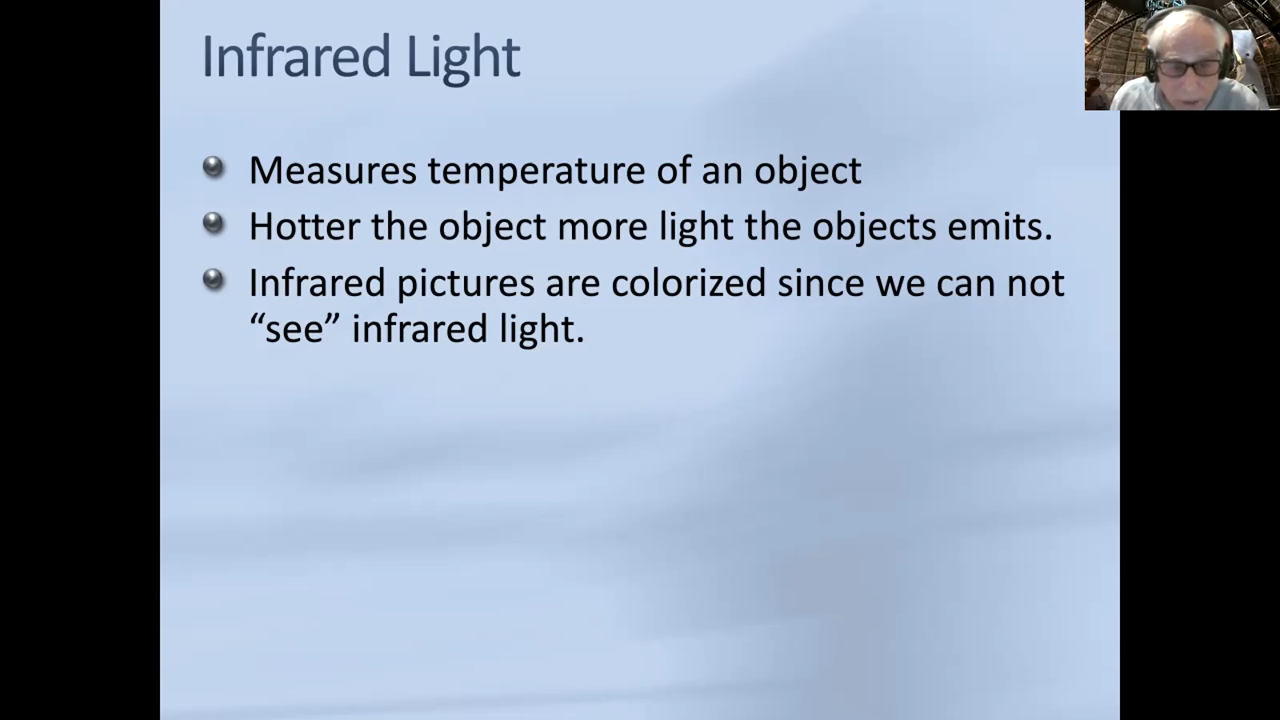 Infrared Light
Measures temperature of an object
Hotter the object more light the objects emits.
Infrared pictures are colorized since we can not
“see” infrared light.